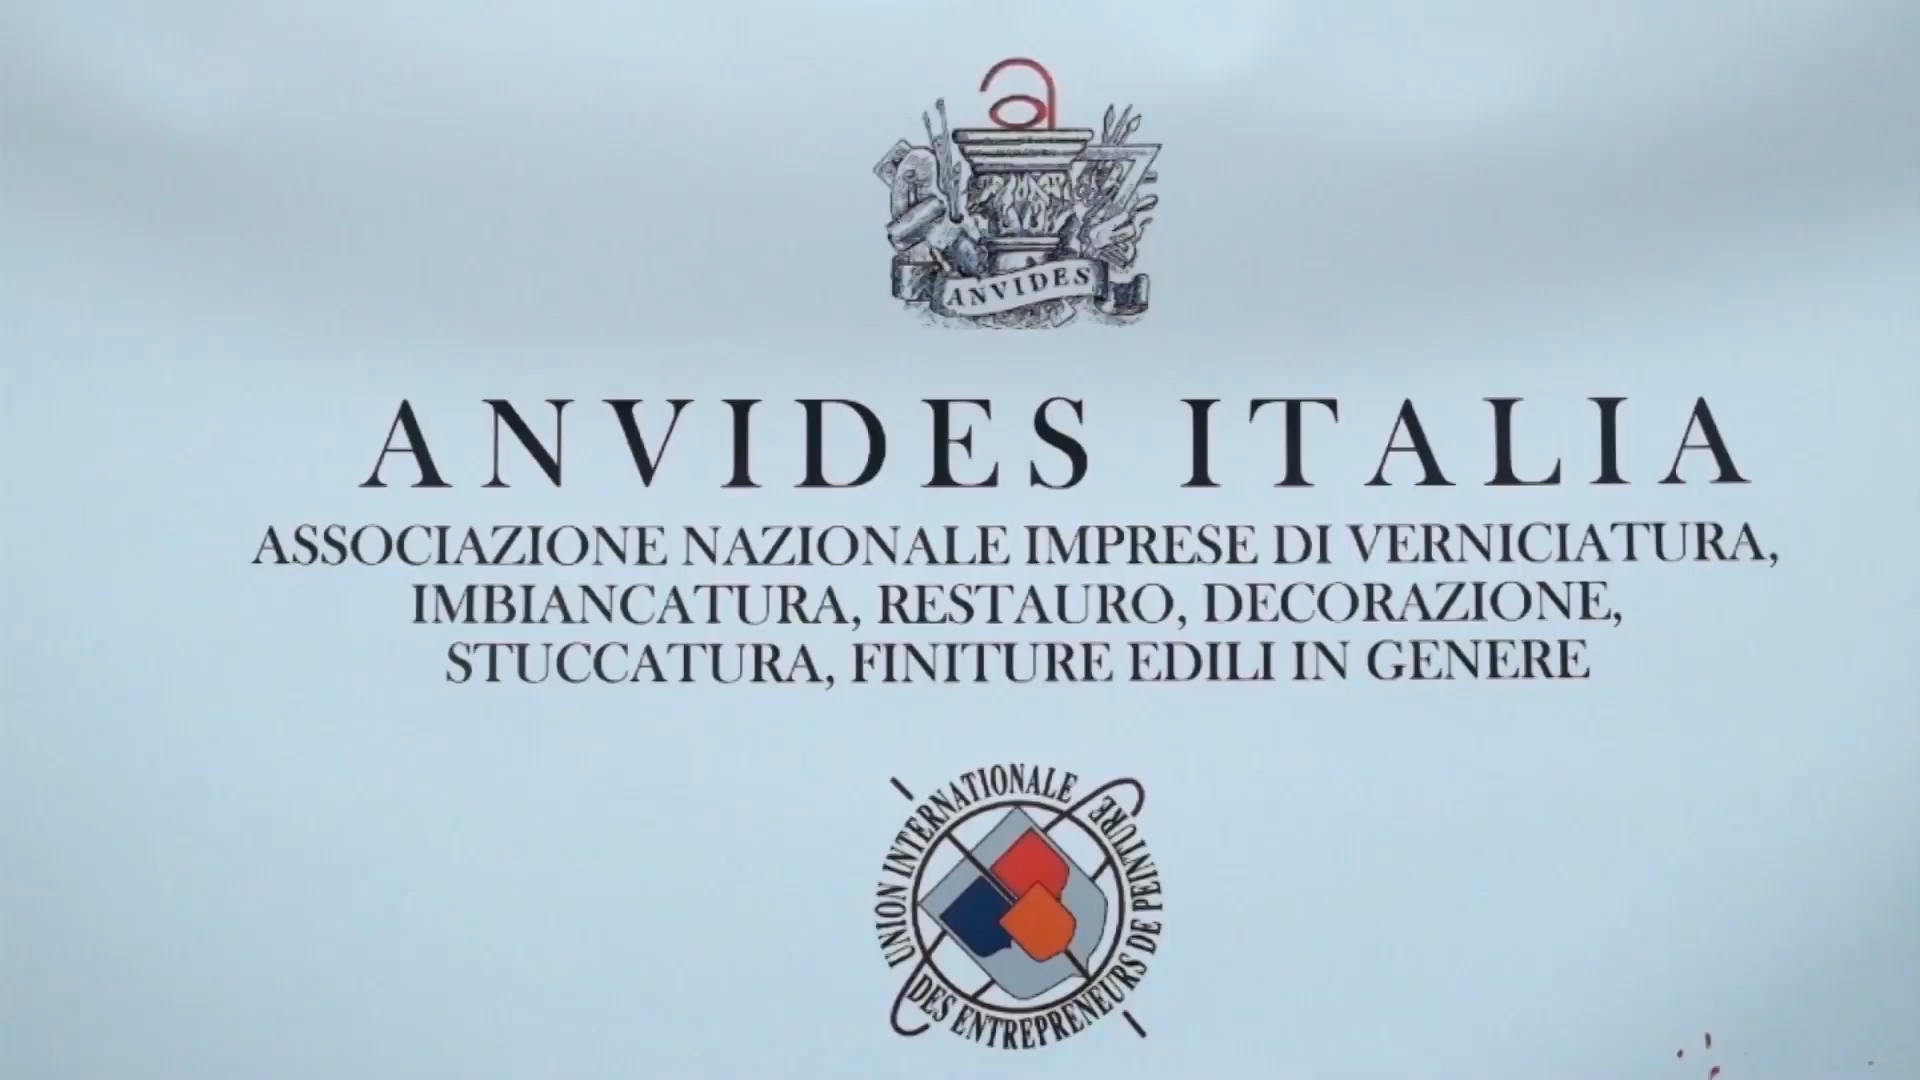 a
ANVIDES
ANVIDES ITALIA
ASSOCIAZIONE NAZIONALE IMPRESE DI VERNICIATURA,
IMBIANCATURA, RESTAURO, DECORAZIONE,
STUCCATURA, FINITURE EDILI IN GENERE
UNION INTERNATIONALE
DES ENTREPRENEURS DE PEINTURE